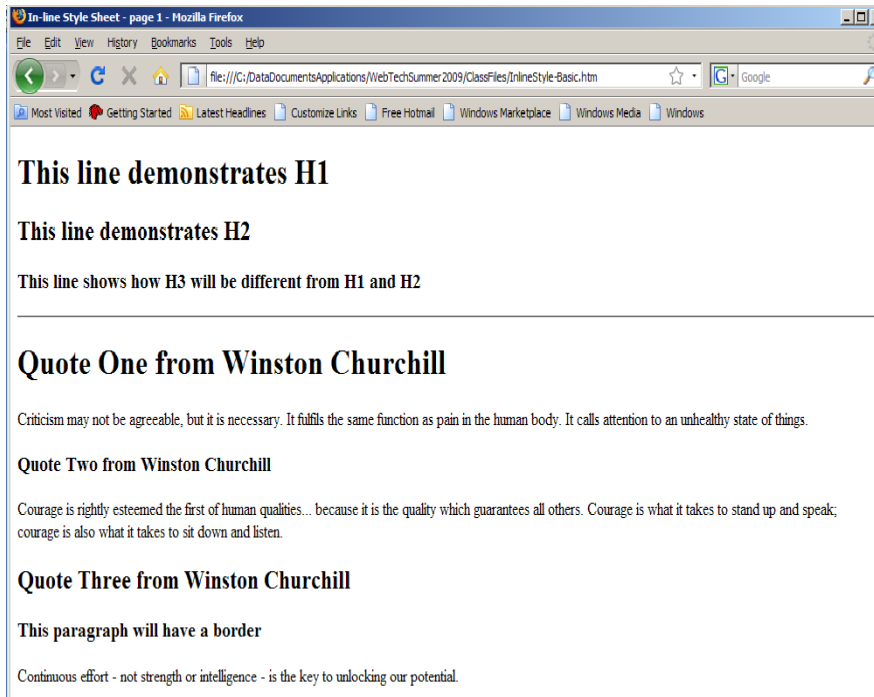 In-line Style Sheet - page 1 - Mozilla Firefox
File Edit View History Bookmarks Tools Help
file:///C:/DataDocumentsApplications/WebTechSummer2009/ClassFiles/InlineStyle-Basic.htm G Google
Most Visited Getting Started Latest Headlines Customize Links Free Hotmail Windows Marketplace Windows Media Windows
This line demonstrates H1
This line demonstrates H2
This line shows how H3 will be different from H1 and H2
Quote One from Winston Churchill
Criticism may not be agreeable, but it is necessary. It fulfils the same function as pain in the human body. It calls attention to an unhealthy state of things.
Quote Two from Winston Churchill
Courage is rightly esteemed the first of human qualities... because it is the quality which guarantees all others. Courage is what it takes to stand up and speak;
courage is also what it takes to sit down and listen.
Quote Three from Winston Churchill
This paragraph will have a border
Continuous effort - not strength or intelligence - is the key to unlocking our potential.